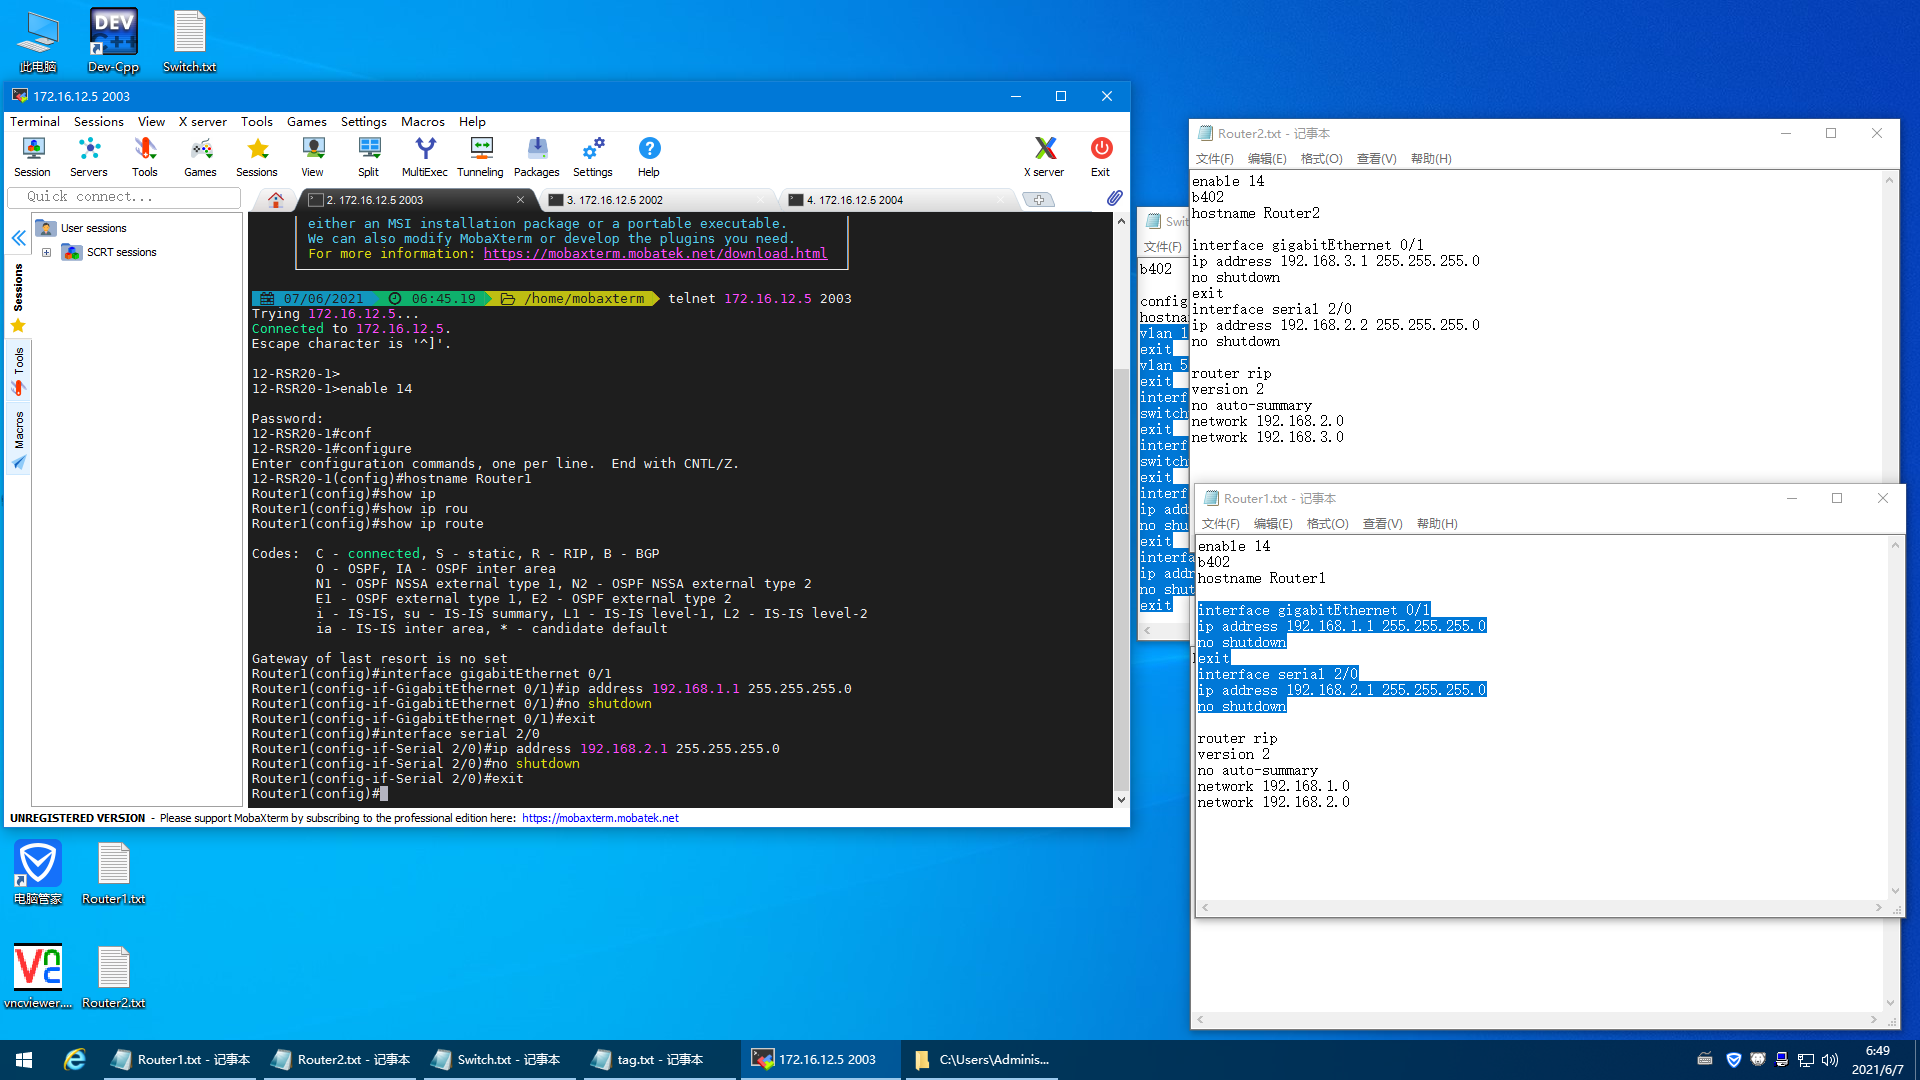 此电脑
Dev-Cpp
Switch.txt
172.16.12.5 2003
Terminal Sessions View X server Tools Games Settings Macros Help
Session Servers Tools Games Sessions View Split MultiExec Tunneling Packages Settings Help X server Exit
Quick connect...
2. 172.16.12.5 2003
3. 172.16.12.5 2002
4. 172.16.12.5 2004
User sessions
SCRT sessions
Sessions
Tools
Macros
either an MSI installation package or a portable executable.
We can also modify MobaXterm or develop the plugins you need.
For more information: https://mobaxterm.mobatek.net/download.html
07/06/2021 06:45.19 /home/mobaxterm telnet 172.16.12.5 2003
Trying 172.16.12.5...
Connected to 172.16.12.5.
Escape character is '^]'.
12-RSR20-1>
12-RSR20-1>enable 14
Password:
12-RSR20-1#conf
12-RSR20-1#configure
Enter configuration commands, one per line.  End with CNTL/Z.
12-RSR20-1(config)#hostname Router1
Router1(config)#show ip
Router1(config)#show ip rou
Router1(config)#show ip route
Codes:  C - connected, S - static, R - RIP, B - BGP
O - OSPF, IA - OSPF inter area
N1 - OSPF NSSA external type 1, N2 - OSPF NSSA external type 2
E1 - OSPF external type 1, E2 - OSPF external type 2
i - IS-IS, su - IS-IS summary, L1 - IS-IS level-1, L2 - IS-IS level-2
ia - IS-IS inter area, * - candidate default
Gateway of last resort is no set
Router1(config)#interface gigabitEthernet 0/1
Router1(config-if-GigabitEthernet 0/1)#ip address 192.168.1.1 255.255.255.0
Router1(config-if-GigabitEthernet 0/1)#no shutdown
Router1(config-if-GigabitEthernet 0/1)#exit
Router1(config)#interface serial 2/0
Router1(config-if-Serial 2/0)#ip address 192.168.2.1 255.255.255.0
Router1(config-if-Serial 2/0)#no shutdown
Router1(config-if-Serial 2/0)#exit
Router1(config)#
UNREGISTERED VERSION - Please support MobaXterm by subscribing to the professional edition here: https://mobaxterm.mobatek.net
Swit
文件(F)
b402
config
hostna
vlan 1
exit
vlan 5
exit
interf
switch
exit
interf
switch
exit
interf
ip add
no shu
exit
interfa
ip addr
no shut
exit
Router2.txt - 记事本
文件(F) 编辑(E) 格式(O) 查看(V) 帮助(H)
enable 14
b402
hostname Router2
interface gigabitEthernet 0/1
ip address 192.168.3.1 255.255.255.0
no shutdown
exit
interface serial 2/0
ip address 192.168.2.2 255.255.255.0
no shutdown
router rip
version 2
no auto-summary
network 192.168.2.0
network 192.168.3.0
Router1.txt - 记事本
文件(F) 编辑(E) 格式(O) 查看(V) 帮助(H)
enable 14
b402
hostname Router1
interface gigabitEthernet 0/1
ip address 192.168.1.1 255.255.255.0
no shutdown
exit
interface serial 2/0
ip address 192.168.2.1 255.255.255.0
no shutdown
router rip
version 2
no auto-summary
network 192.168.1.0
network 192.168.2.0
电脑管家
Router1.txt
vncviewer....
Router2.txt
Router1.txt - 记事本
Router2.txt - 记事本
Switch.txt - 记事本
tag.txt - 记事本
172.16.12.5 2003
C:\Users\Adminis...
6:49
2021/6/7